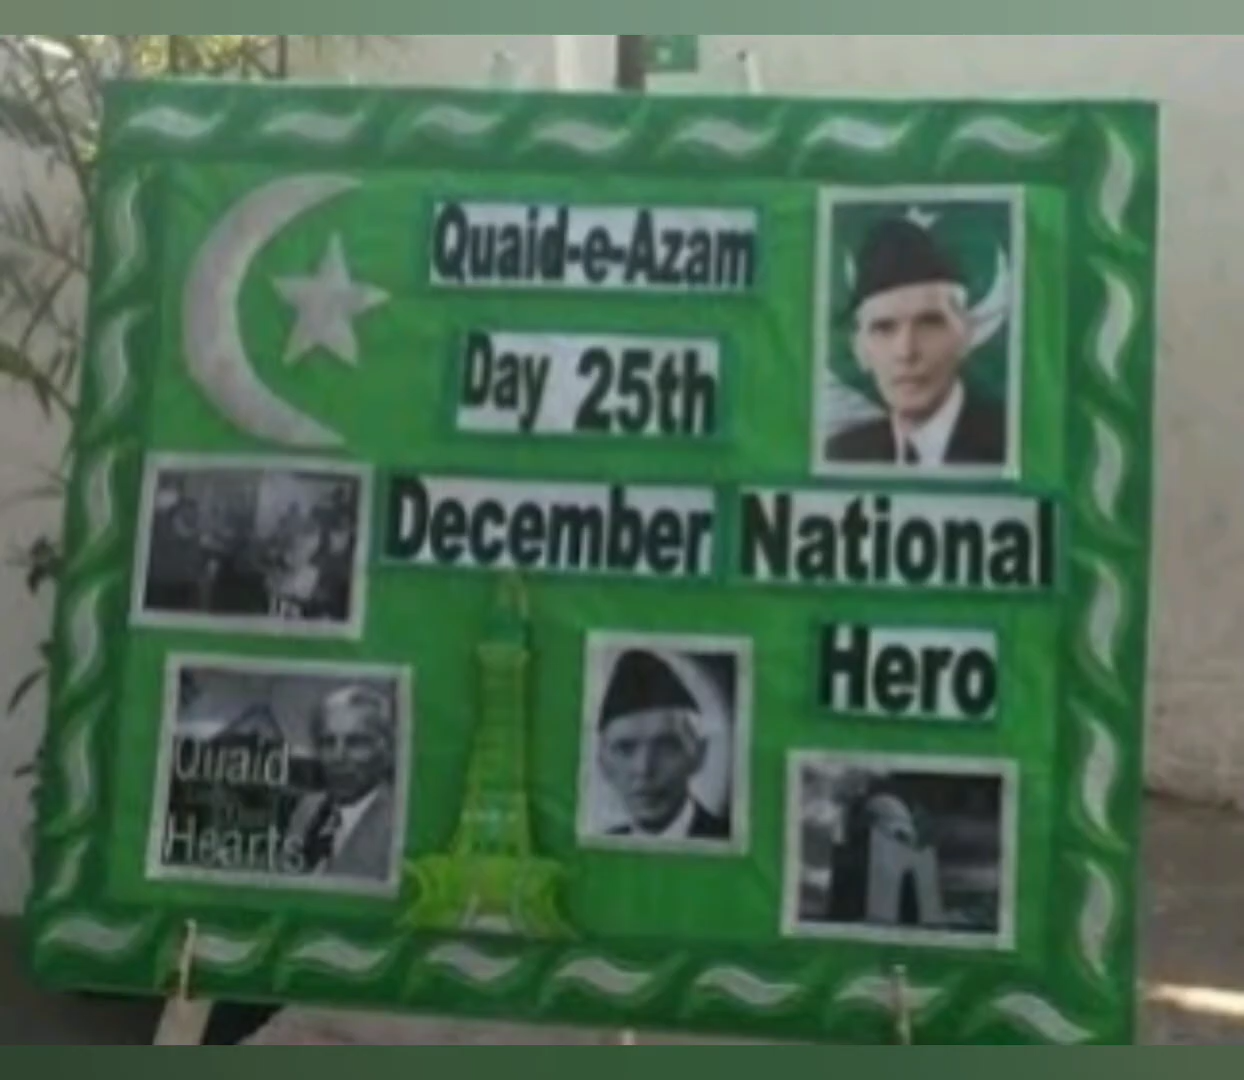 Quaid-e-Azam
Day 25th
December National
Hero
Quaid
Hearts